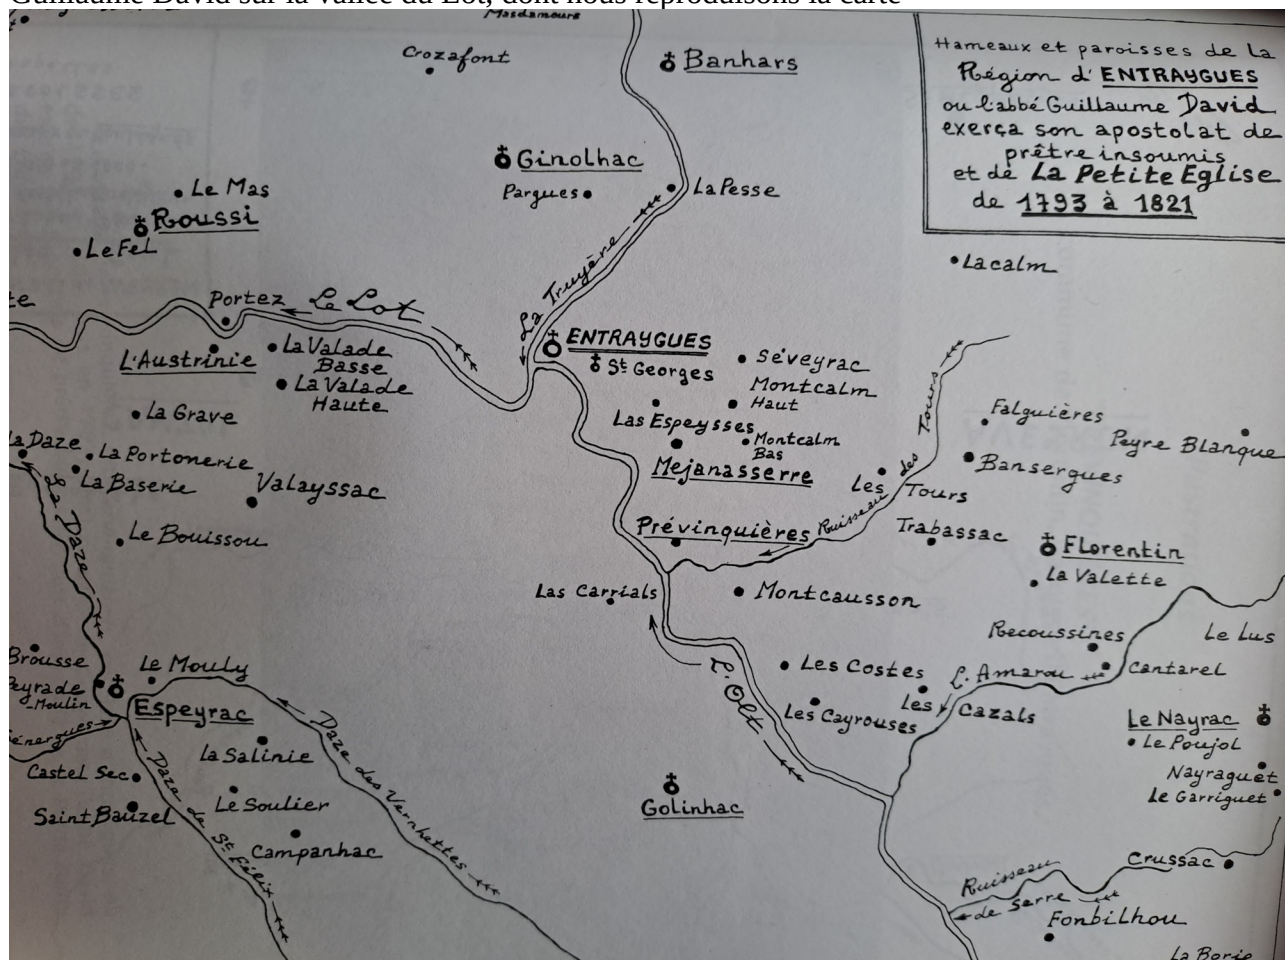 Guillaume David sur la vallée du Lot, dont nous reproduisons la carte
Masdamours
Crozafont
Banhars
Hameaux et paroisses de la
Région d'ENTRAYGUES
ou l'abbé Guillaume David
exerça son apostolat de
prêtre insoumis
et de La Petite Eglise
de 1793 à 1821
Ginolhac
Pargues
La Pesse
Le Mas
Roussi
Le Fel
Lacalm
La Truyère
te
Portez
Le Lot
ENTRAYGUES
St Georges
L'Austrinie
La Valade
Basse
La Valade
Haute
Séveyrac
Montcalm
Haut
La Grave
Las Espeysses
Montcalm
Bas
Mejanasserre
Falguières
Peyre Blanque
Bansergues
la Daze
La Portonerie
La Baserie
Valayssac
Les
Tours
Ruisseau des Tours
La Daze
Le Bouissou
Prévinquières
Trabassac
Florentin
La Valette
Las Carrials
Montcausson
Recoussines
Le Lus
Cantarel
Brousse
Peyrade
Moulin
Le Mouly
Espeyrac
Les Costes
L. Amarou
Les
Cazals
Les Cayrouses
L'Olt
Le Nayrac
Le Poujol
Nayraguet
Le Garriguet
énergues
La Salinie
Daze des Varnhettes
Castel Sec
Saint Bauzel
Daze de St Félix
Le Soulier
Campanhac
Golinhac
Crussac
Ruisseau
de Serre
Fonbilhou
La Borie